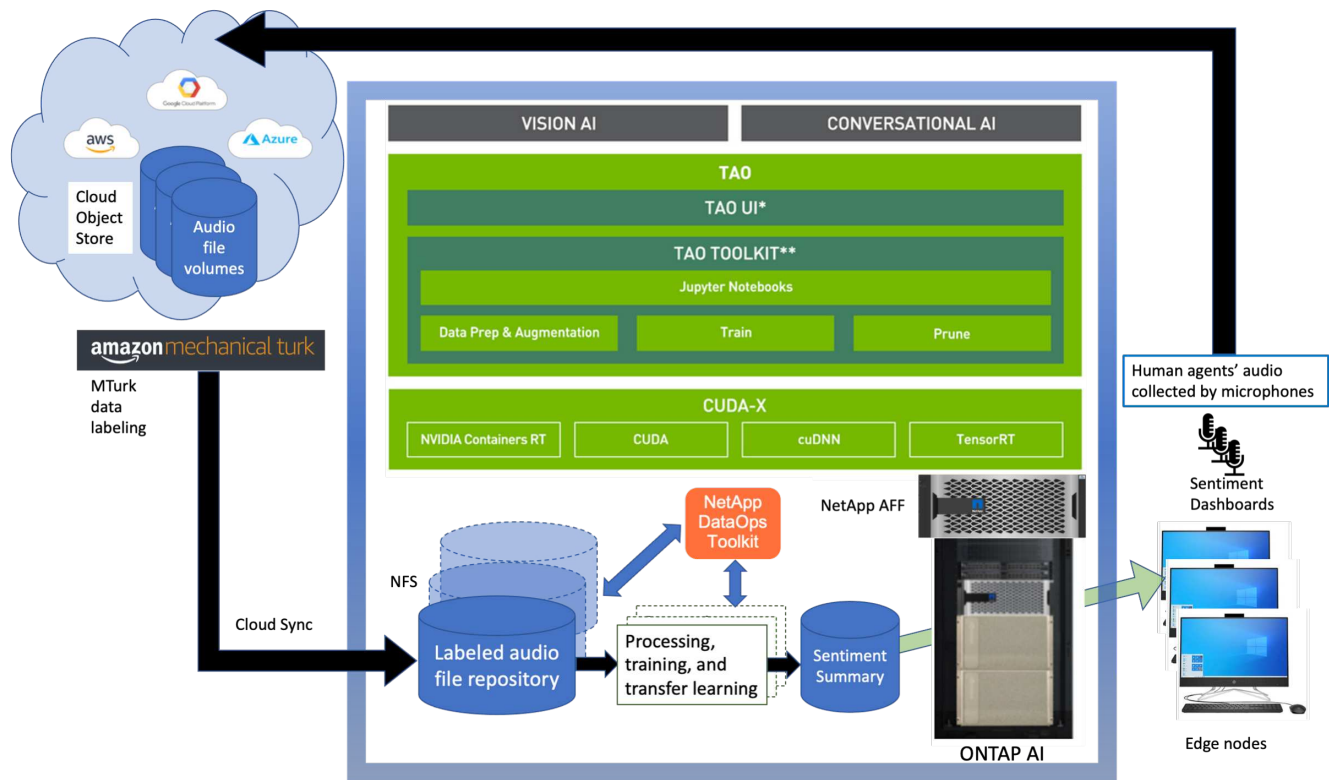 Google Cloud Platform
aws
Azure
Cloud
Object
Store
Audio
file
volumes
amazon mechanical turk
MTurk
data
labeling
Cloud Sync
VISION AI
CONVERSATIONAL AI
TAO
TAO UI*
TAO TOOLKIT**
Jupyter Notebooks
Data Prep & Augmentation
Train
Prune
CUDA-X
NVIDIA Containers RT
CUDA
cuDNN
TensorRT
NetApp
DataOps
Toolkit
NetApp AFF
NFS
Labeled audio
file repository
Processing,
training, and
transfer learning
Sentiment
Summary
ONTAP AI
Human agents’ audio
collected by microphones
Sentiment
Dashboards
Edge nodes